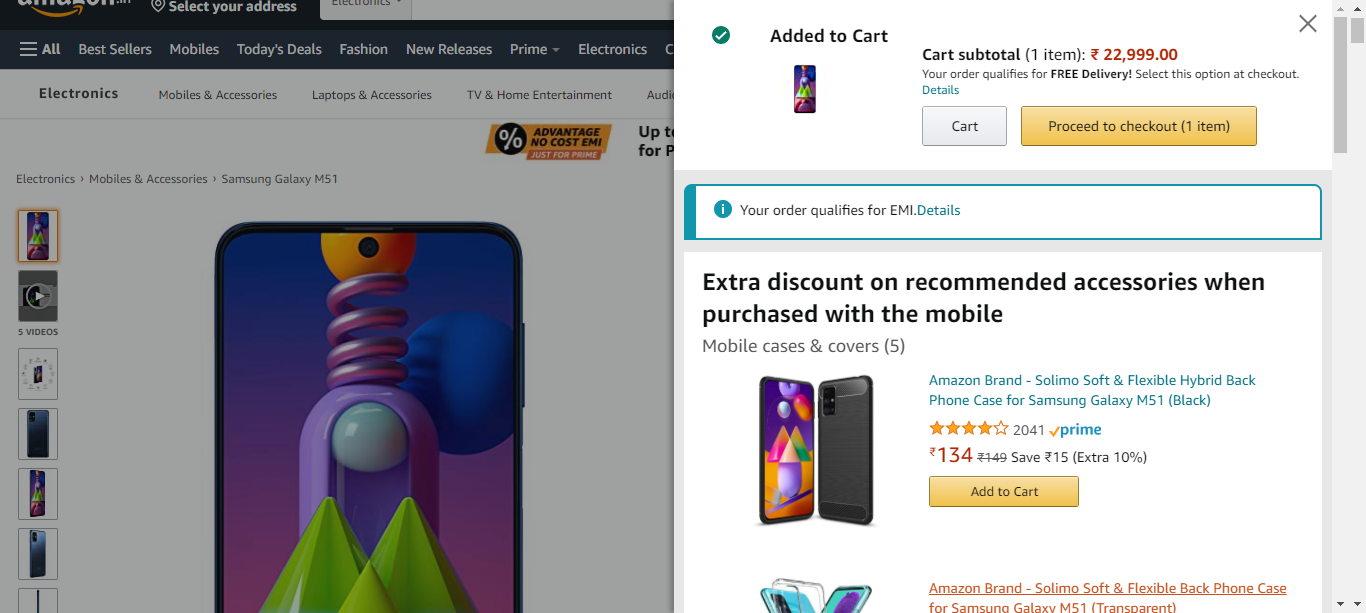 amazon.in
Select your address
Electronics
All
Best Sellers
Mobiles
Today's Deals
Fashion
New Releases
Prime
Electronics
C
Electronics
Mobiles & Accessories
Laptops & Accessories
TV & Home Entertainment
Audi
% ADVANTAGE
NO COST EMI
JUST FOR PRIME
Up to
for P
Electronics › Mobiles & Accessories › Samsung Galaxy M51
5 VIDEOS
Added to Cart
Cart subtotal (1 item): ₹ 22,999.00
Your order qualifies for FREE Delivery! Select this option at checkout.
Details
Cart
Proceed to checkout (1 item)
Your order qualifies for EMI.Details
Extra discount on recommended accessories when
purchased with the mobile
Mobile cases & covers (5)
Amazon Brand - Solimo Soft & Flexible Hybrid Back
Phone Case for Samsung Galaxy M51 (Black)
2041 prime
₹134 ₹149 Save ₹15 (Extra 10%)
Add to Cart
Amazon Brand - Solimo Soft & Flexible Back Phone Case
for Samsung Galaxy M51 (Transparent)